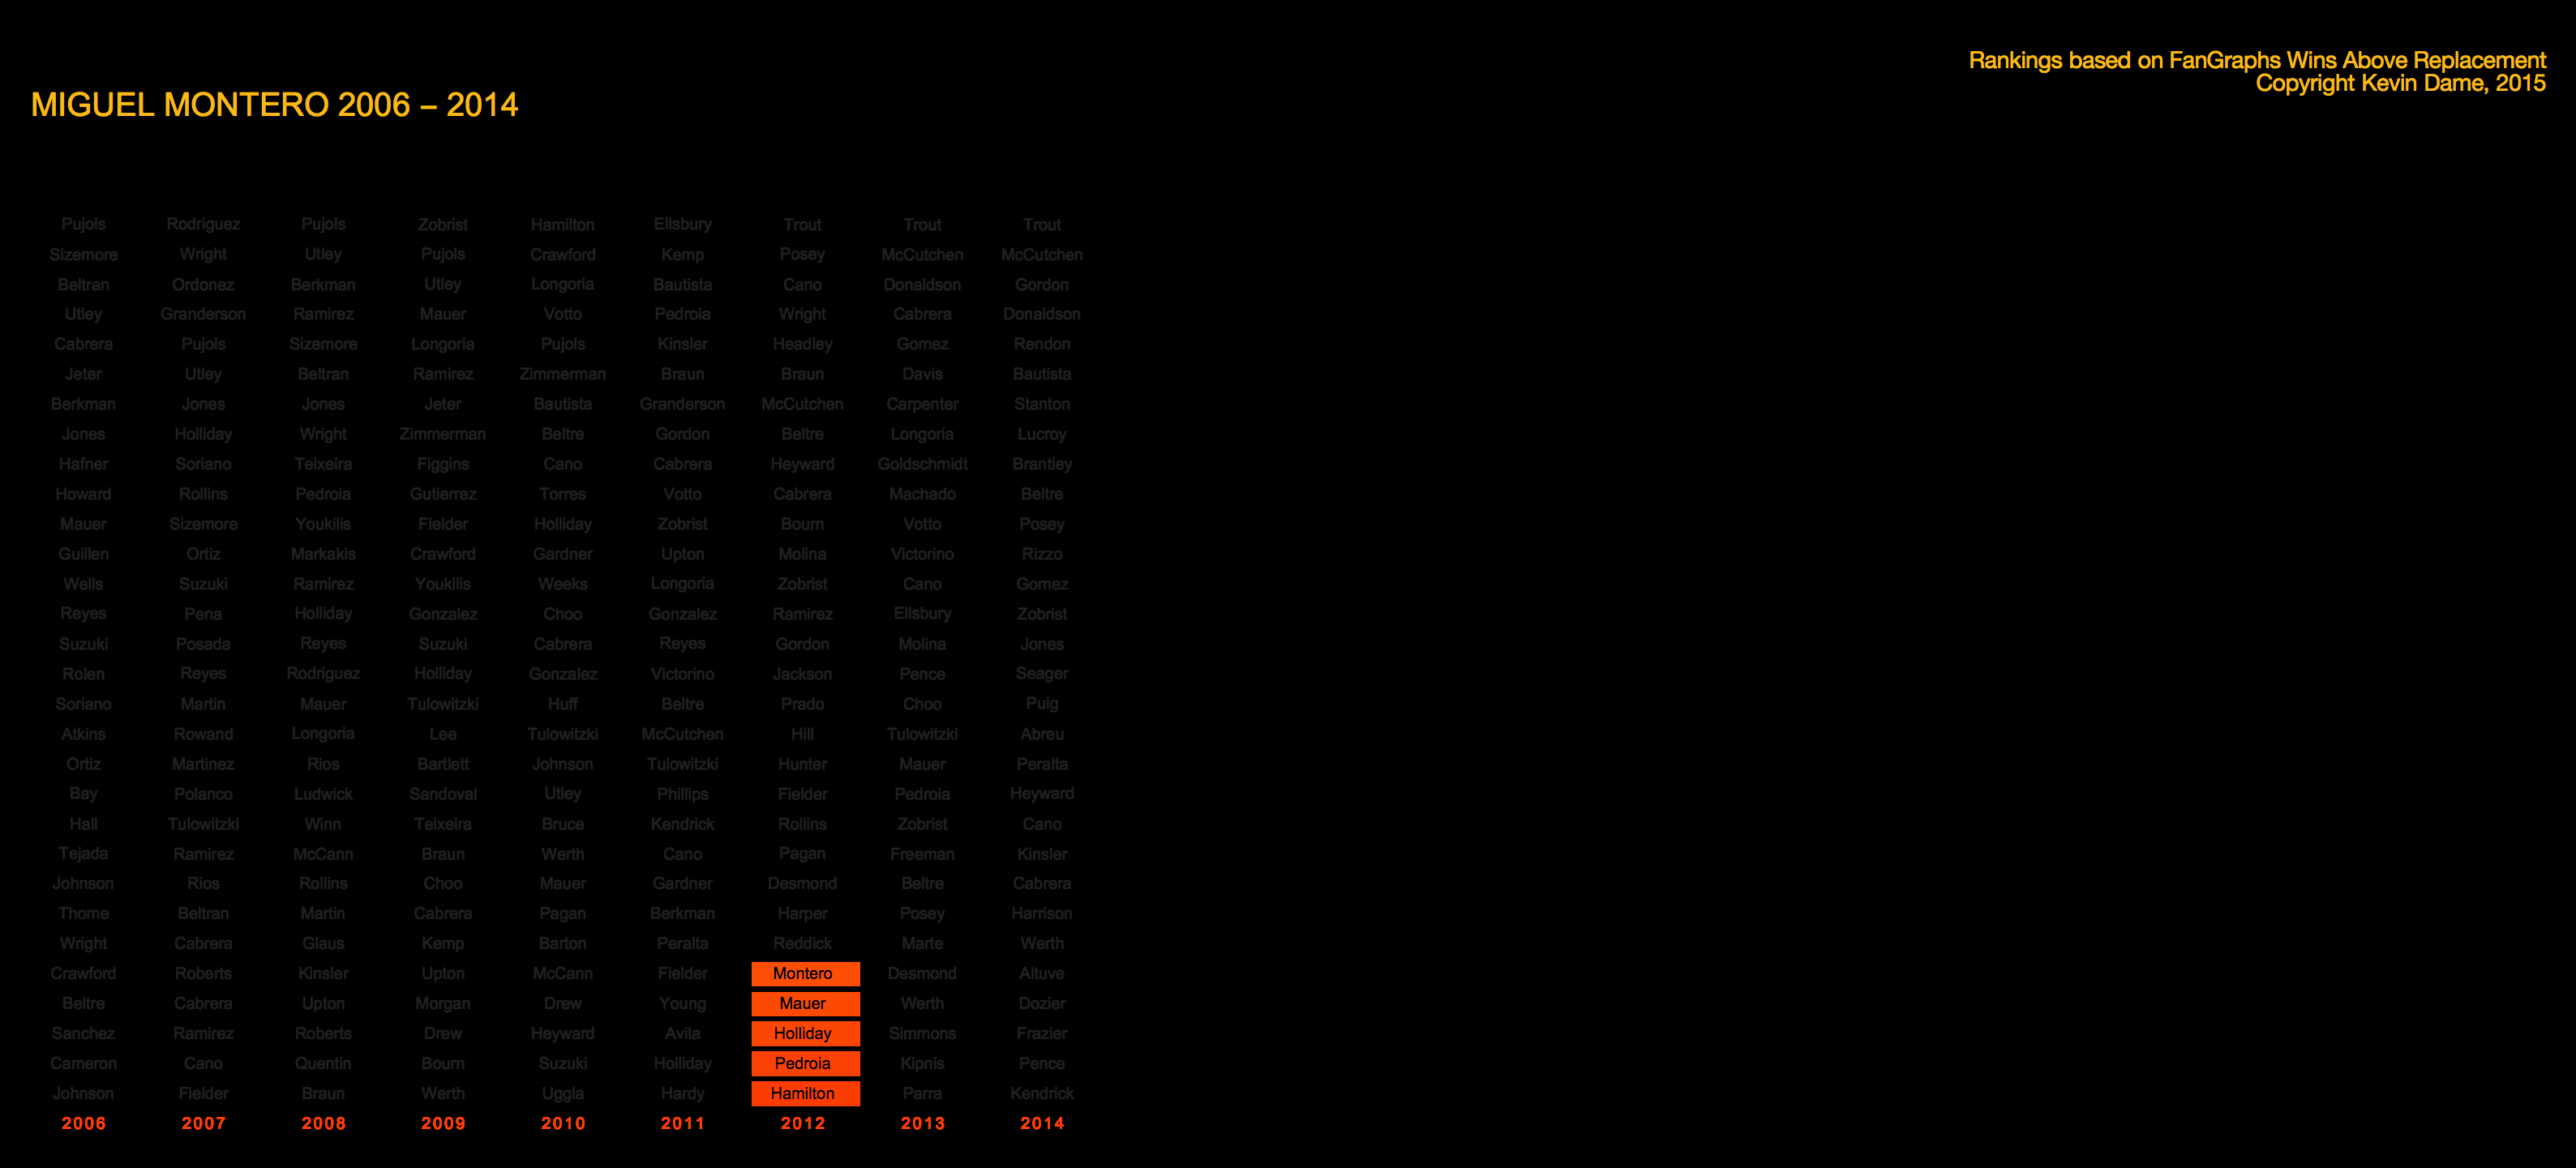 Rankings based on FanGraphs Wins Above Replacement
Copyright Kevin Dame, 2015
MIGUEL MONTERO 2006 – 2014
Pujols Rodriguez Pujols Zobrist Hamilton Ellsbury Trout Trout Trout
Sizemore Wright Utley Pujols Crawford Kemp Posey McCutchen McCutchen
Beltran Ordonez Berkman Utley Longoria Bautista Cano Donaldson Gordon
Utley Granderson Ramirez Mauer Votto Pedroia Wright Cabrera Donaldson
Cabrera Pujols Sizemore Longoria Pujols Kinsler Headley Gomez Rendon
Jeter Utley Beltran Ramirez Zimmerman Braun Braun Davis Bautista
Berkman Jones Jones Jeter Bautista Granderson McCutchen Carpenter Stanton
Jones Holliday Wright Zimmerman Beltre Gordon Beltre Longoria Lucroy
Hafner Soriano Teixeira Figgins Cano Cabrera Heyward Goldschmidt Brantley
Howard Rollins Pedroia Gutierrez Torres Votto Cabrera Machado Beltre
Mauer Sizemore Youkilis Fielder Holliday Zobrist Bourn Votto Posey
Guillen Ortiz Markakis Crawford Gardner Upton Molina Victorino Rizzo
Wells Suzuki Ramirez Youkilis Weeks Longoria Zobrist Cano Gomez
Reyes Pena Holliday Gonzalez Choo Gonzalez Ramirez Ellsbury Zobrist
Suzuki Posada Reyes Suzuki Cabrera Reyes Gordon Molina Jones
Rolen Reyes Rodriguez Holliday Gonzalez Victorino Jackson Pence Seager
Soriano Martin Mauer Tulowitzki Huff Beltre Prado Choo Puig
Atkins Rowand Longoria Lee Tulowitzki McCutchen Hill Tulowitzki Abreu
Ortiz Martinez Rios Bartlett Johnson Tulowitzki Hunter Mauer Peralta
Bay Polanco Ludwick Sandoval Utley Phillips Fielder Pedroia Heyward
Hall Tulowitzki Winn Teixeira Bruce Kendrick Rollins Zobrist Cano
Tejada Ramirez McCann Braun Werth Cano Pagan Freeman Kinsler
Johnson Rios Rollins Choo Mauer Gardner Desmond Beltre Cabrera
Thome Beltran Martin Cabrera Pagan Berkman Harper Posey Harrison
Wright Cabrera Glaus Kemp Barton Peralta Reddick Marte Werth
Crawford Roberts Kinsler Upton McCann Fielder Montero Desmond Altuve
Beltre Cabrera Upton Morgan Drew Young Mauer Werth Dozier
Sanchez Ramirez Roberts Drew Heyward Avila Holliday Simmons Frazier
Cameron Cano Quentin Bourn Suzuki Holliday Pedroia Kipnis Pence
Johnson Fielder Braun Werth Uggla Hardy Hamilton Parra Kendrick
2006 2007 2008 2009 2010 2011 2012 2013 2014